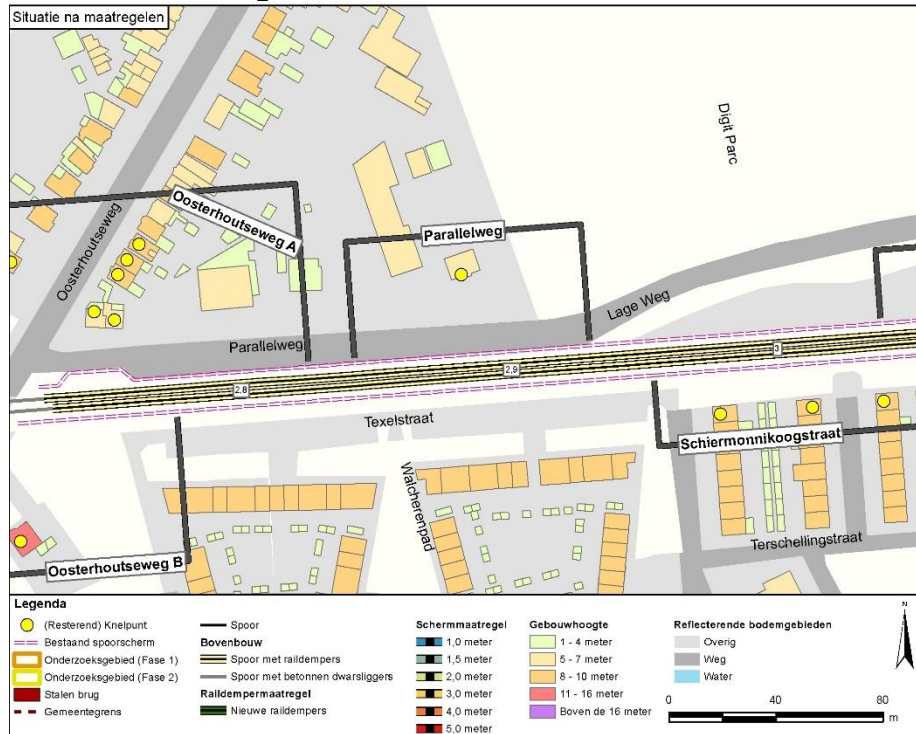 Situatie na maatregelen
Digit Parc
Oosterhoutseweg
Oosterhoutseweg A
Parallelweg
Lage Weg
Parallelweg
2,8
2,9
3
Texelstraat
Walcherenpad
Schiermonnikoogstraat
Terschellingstraat
Oosterhoutseweg B
Legenda
(Resterend) Knelpunt
Bestaand spoorscherm
Onderzoeksgebied (Fase 1)
Onderzoeksgebied (Fase 2)
Stalen brug
Gemeentegrens
Spoor
Bovenbouw
Spoor met raildempers
Spoor met betonnen dwarsliggers
Raildempermaatregel
Nieuwe raildempers
Schermmaatregel
1,0 meter
1,5 meter
2,0 meter
3,0 meter
4,0 meter
5,0 meter
Gebouwhoogte
1 - 4 meter
5 - 7 meter
8 - 10 meter
11 - 16 meter
Boven de 16 meter
Reflecterende bodemgebieden
Overig
Weg
Water
N
0 20 40 80
m